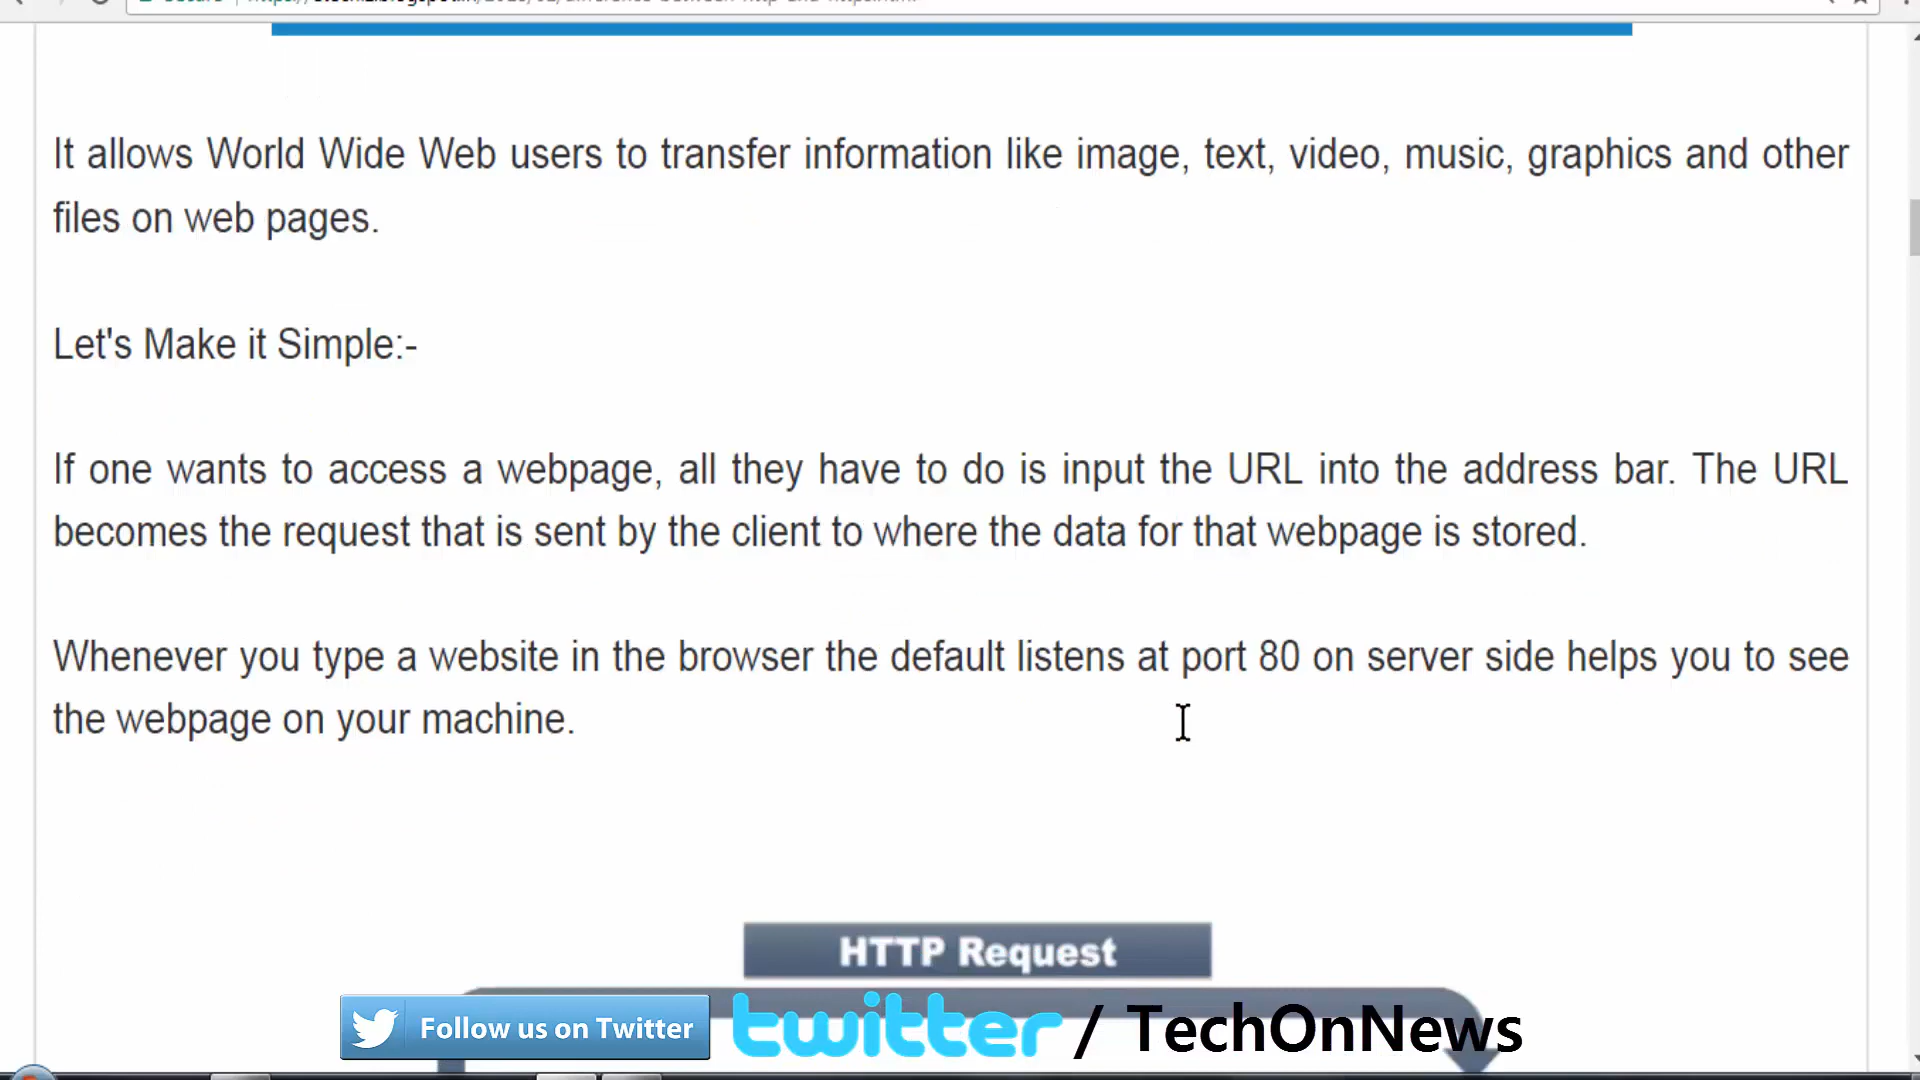 It allows World Wide Web users to transfer information like image, text, video, music, graphics and other
files on web pages.
Let's Make it Simple:-
If one wants to access a webpage, all they have to do is input the URL into the address bar. The URL
becomes the request that is sent by the client to where the data for that webpage is stored.
Whenever you type a website in the browser the default listens at port 80 on server side helps you to see
the webpage on your machine.
HTTP Request
Follow us on Twitter twitter / TechOnNews